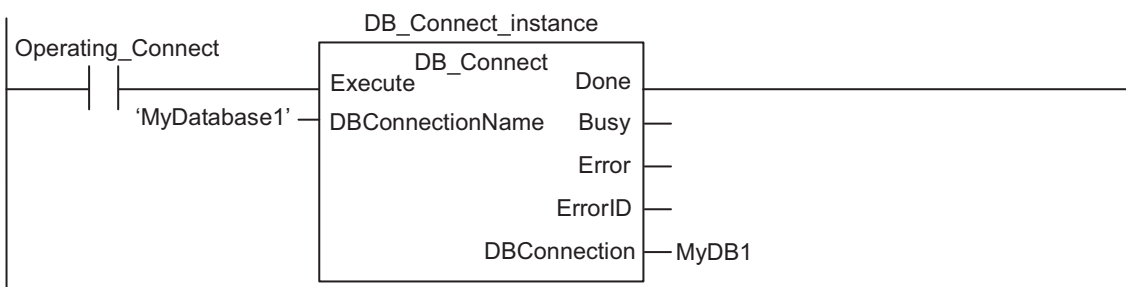 DB_Connect_instance
Operating_Connect
DB_Connect
Execute Done
‘MyDatabase1’ DBConnectionName Busy
Error
ErrorID
DBConnection MyDB1